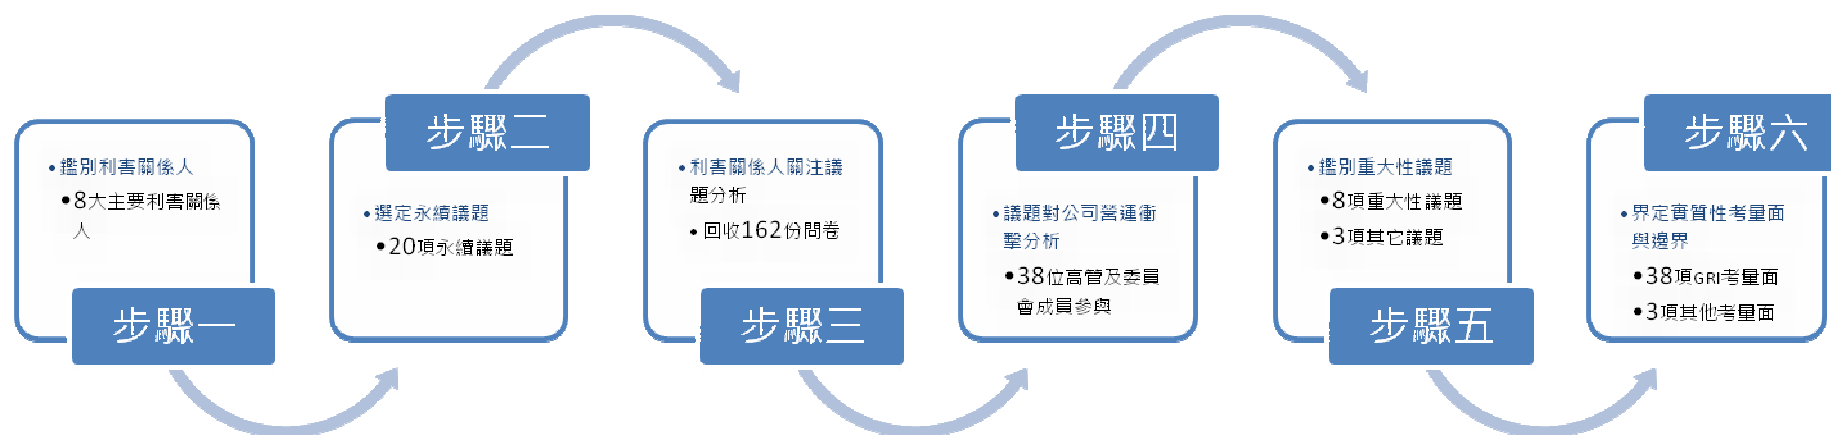 • 鑑別利害關係人
• 8大主要利害關係
人
步驟一
步驟二
• 選定永續議題
• 20項永續議題
• 利害關係人關注議
題分析
• 回收162份問卷
步驟三
步驟四
• 議題對公司營運衝
擊分析
• 38位高管及委員
會成員參與
• 鑑別重大性議題
• 8項重大性議題
• 3項其它議題
步驟五
步驟六
• 界定實質性考量面
與邊界
• 38項GRI考量面
• 3項其他考量面